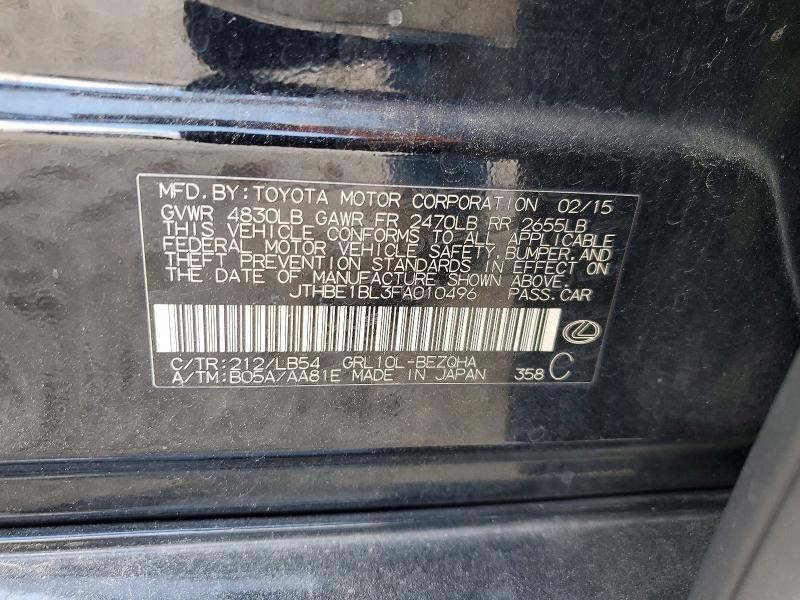 MFD.BY:TOYOTA MOTOR CORPORATION 02/15
GVWR 4830LB GAWR FR 2470LB RR 2655LB
THIS VEHICLE CONFORMS TO ALL APPLICABLE
FEDERAL MOTOR VEHICLE SAFETY,BUMPER,AND
THEFT PREVENTION STANDARDS IN EFFECT ON
THE DATE OF MANUFACTURE SHOWN ABOVE.
JTHBE1BL3FA010496 PASS.CAR
C/TR:212/LB54 GRL10L-BEZQHA
A/TM:B05A/AA81E MADE IN JAPAN 358 C